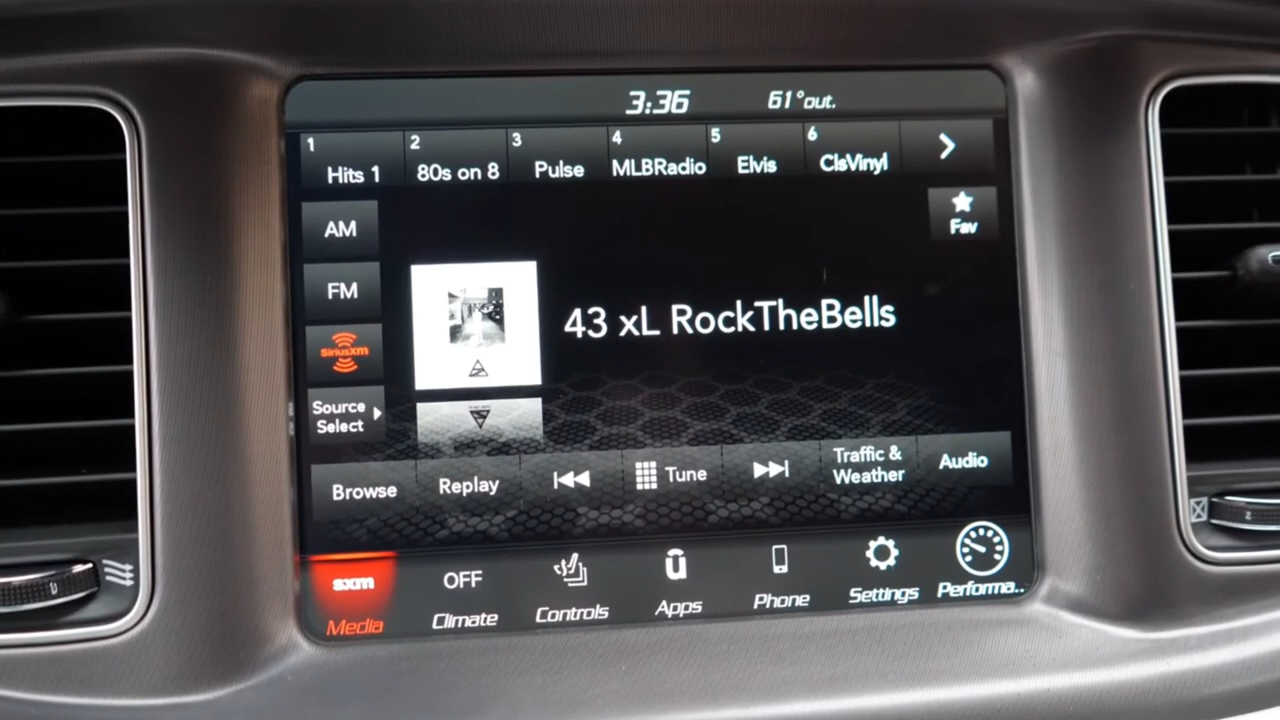 3:36
61°out.
1
Hits 1
2
80s on 8
3
Pulse
4
MLBRadio
5
Elvis
6
ClsVinyl
AM
FM
SiriusXM
Source
Select
Fav
43 xL RockTheBells
Browse
Replay
Tune
Traffic &
Weather
Audio
sxm
Media
OFF
Climate
Controls
Apps
Phone
Settings
Performa..